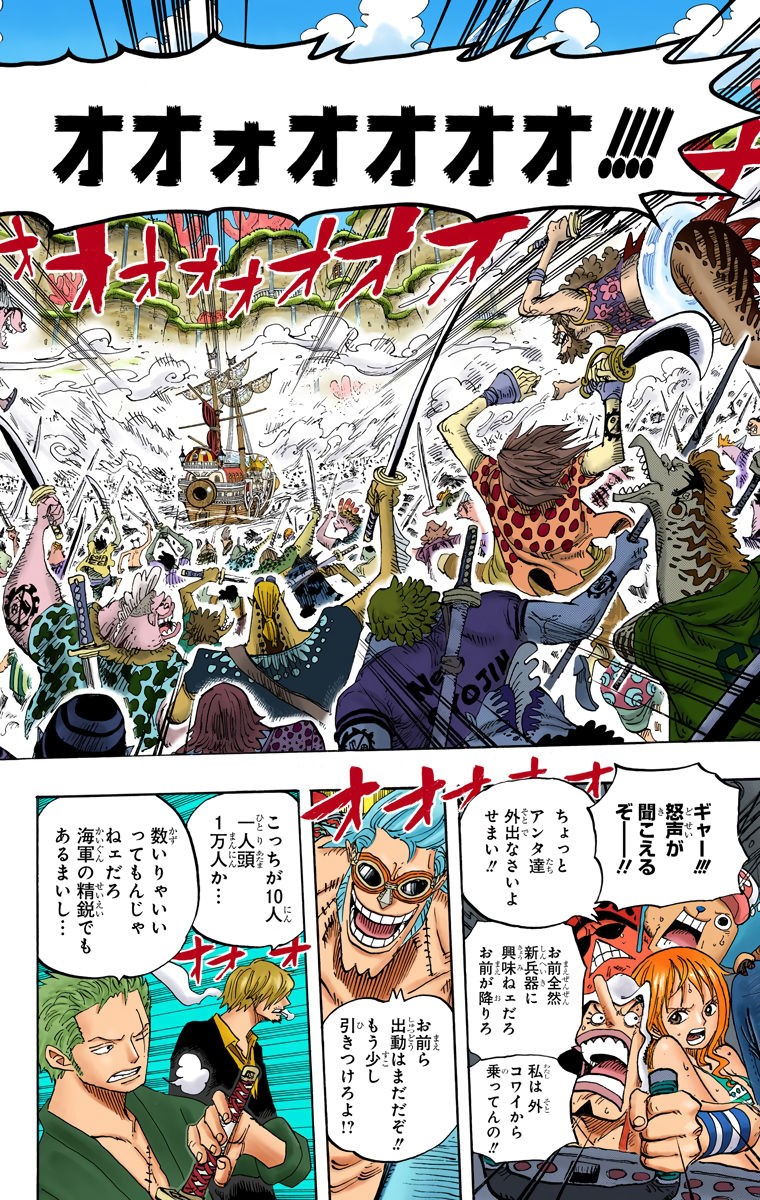 オオォオオオオ!!!!
オオオオオオオオオ
New
YOJIN
ギャー!!!
怒声が
聞こえる
ぞ――!!
ちょっと
アンタ達
外出なさいよ
せまい!!
お前全然
新兵器に
興味ねェだろ
お前が降りろ
私は外
コワイから
乗ってんの!!
オオオオオオ
お前ら
出動はまだだぞ!!
もう少し
引きつけろよ!?
こっちが10人
一人頭
1万人か…
数いりゃいい
ってもんじゃ
ねェだろ
海軍の精鋭でも
あるまいし…
オオオ